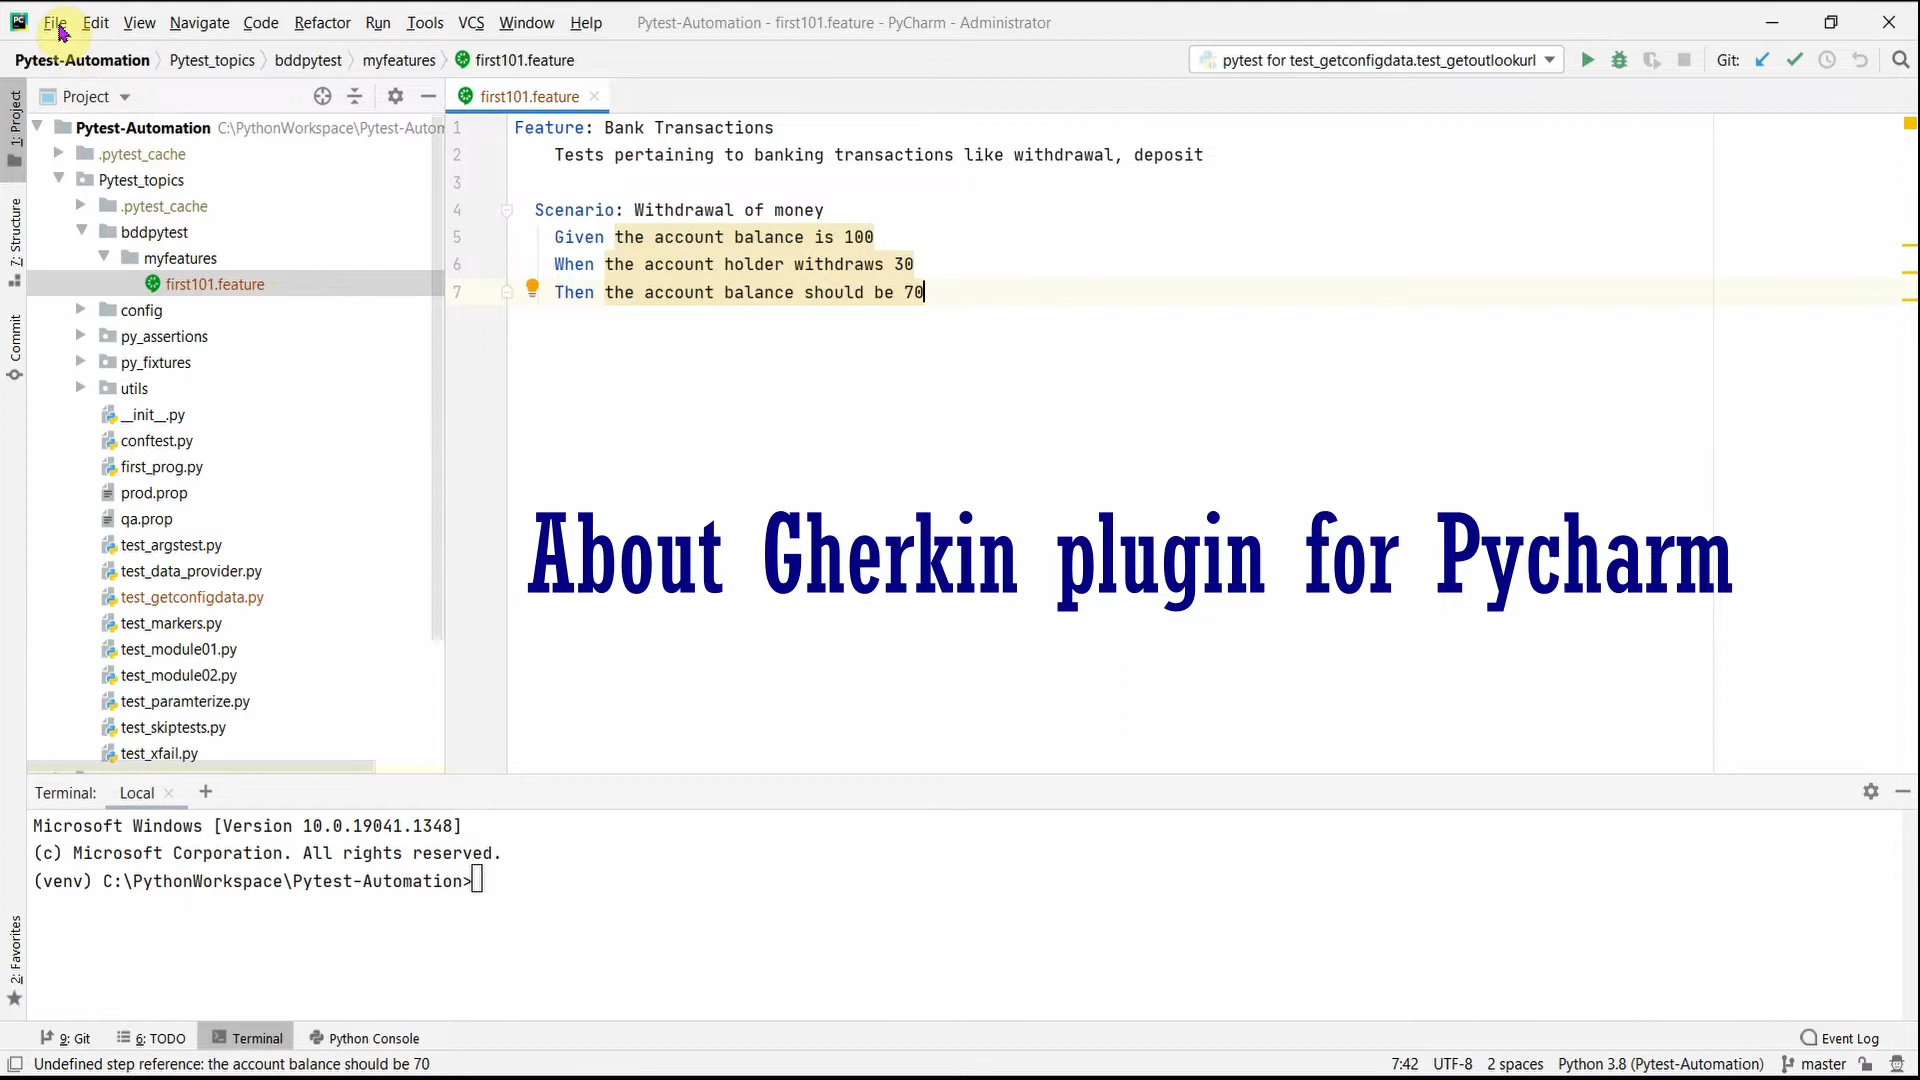 File Edit View Navigate Code Refactor Run Tools VCS Window Help Pytest-Automation - first101.feature - PyCharm - Administrator
Pytest-Automation Pytest_topics bddpytest myfeatures first101.feature pytest for test_getconfigdata.test_getoutlookurl Git:
1: Project
7: Structure
Commit
2: Favorites
Project
Pytest-Automation C:\PythonWorkspace\Pytest-Autom
.pytest_cache
Pytest_topics
.pytest_cache
bddpytest
myfeatures
first101.feature
config
py_assertions
py_fixtures
utils
__init__.py
conftest.py
first_prog.py
prod.prop
qa.prop
test_argstest.py
test_data_provider.py
test_getconfigdata.py
test_markers.py
test_module01.py
test_module02.py
test_paramterize.py
test_skiptests.py
test_xfail.py
first101.feature
1 Feature: Bank Transactions
2 Tests pertaining to banking transactions like withdrawal, deposit
3
4 Scenario: Withdrawal of money
5 Given the account balance is 100
6 When the account holder withdraws 30
7 Then the account balance should be 70
About Gherkin plugin for Pycharm
Terminal: Local +
Microsoft Windows [Version 10.0.19041.1348]
(c) Microsoft Corporation. All rights reserved.
(venv) C:\PythonWorkspace\Pytest-Automation>
9: Git 6: TODO Terminal Python Console Event Log
Undefined step reference: the account balance should be 70 7:42 UTF-8 2 spaces Python 3.8 (Pytest-Automation) master